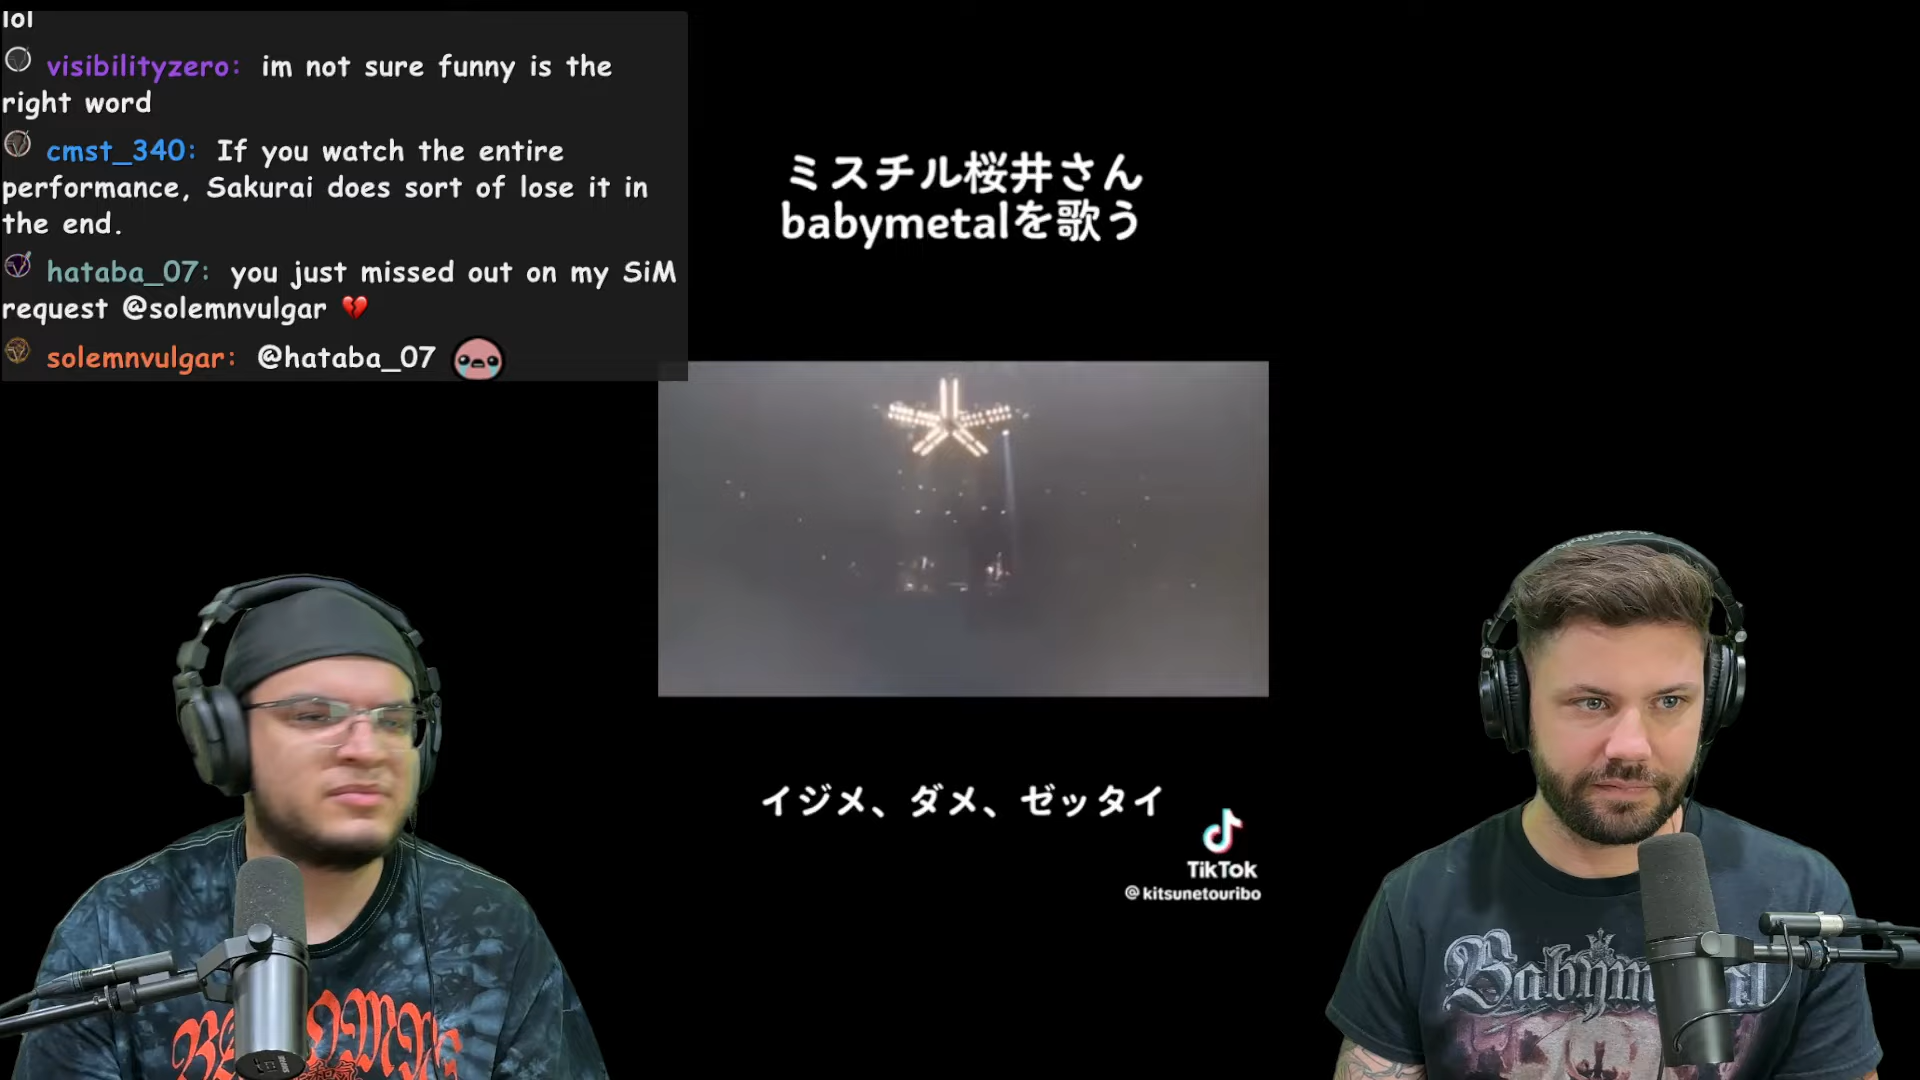 lol
visibilityzero: im not sure funny is the
right word
cmst_340: If you watch the entire
performance, Sakurai does sort of lose it in
the end.
hataba_07: you just missed out on my SiM
request @solemnvulgar 💔
solemnvulgar: @hataba_07
ミスチル桜井さん
babymetalを歌う
イジメ、ダメ、ゼッタイ
TikTok
@kitsunetouribo